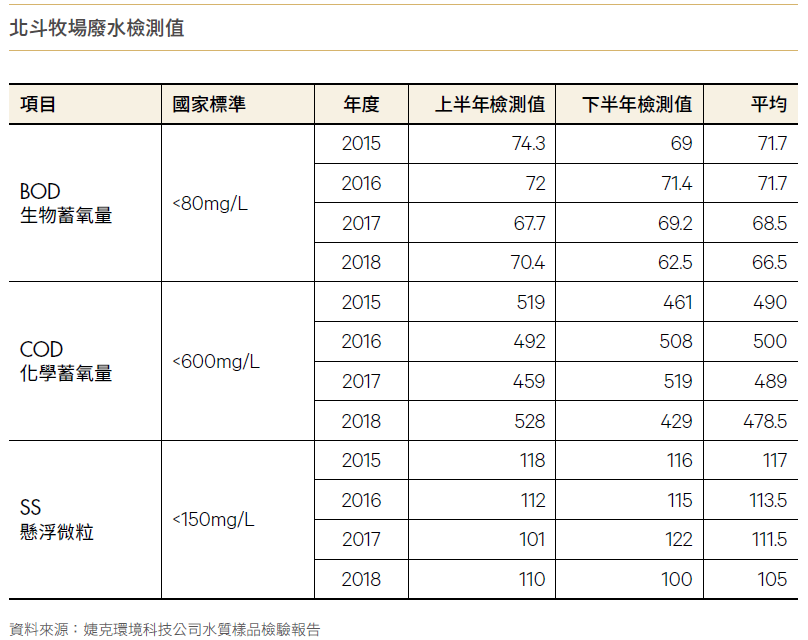 北斗牧場廢水檢測值
項目 國家標準 年度 上半年檢測值 下半年檢測值 平均
BOD
生物蓄氧量
<80mg/L
2015 74.3 69 71.7
2016 72 71.4 71.7
2017 67.7 69.2 68.5
2018 70.4 62.5 66.5
COD
化學蓄氧量
<600mg/L
2015 519 461 490
2016 492 508 500
2017 459 519 489
2018 528 429 478.5
SS
懸浮微粒
<150mg/L
2015 118 116 117
2016 112 115 113.5
2017 101 122 111.5
2018 110 100 105
資料來源：婕克環境科技公司水質樣品檢驗報告